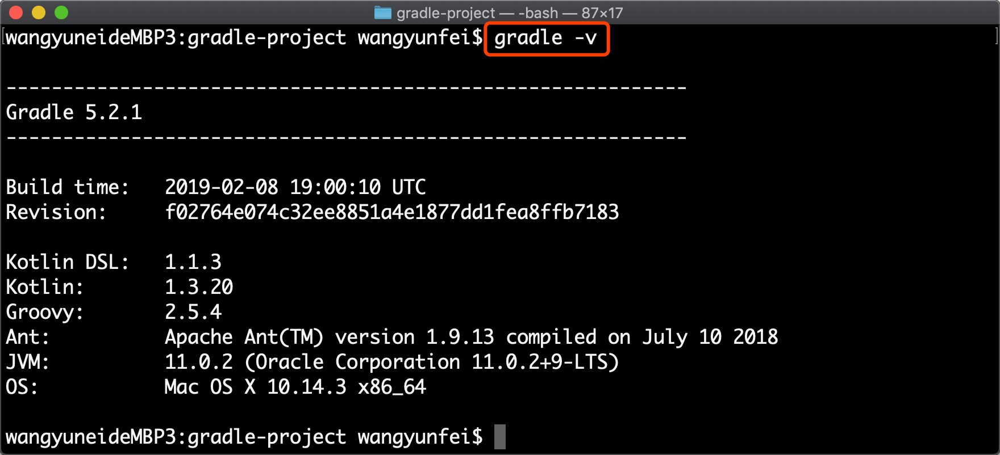 gradle-project — -bash — 87×17
wangyuneideMBP3:gradle-project wangyunfei$ gradle -v
------------------------------------------------------------
Gradle 5.2.1
------------------------------------------------------------
Build time:   2019-02-08 19:00:10 UTC
Revision:     f02764e074c32ee8851a4e1877dd1fea8ffb7183
Kotlin DSL:   1.1.3
Kotlin:       1.3.20
Groovy:       2.5.4
Ant:          Apache Ant(TM) version 1.9.13 compiled on July 10 2018
JVM:          11.0.2 (Oracle Corporation 11.0.2+9-LTS)
OS:           Mac OS X 10.14.3 x86_64
wangyuneideMBP3:gradle-project wangyunfei$